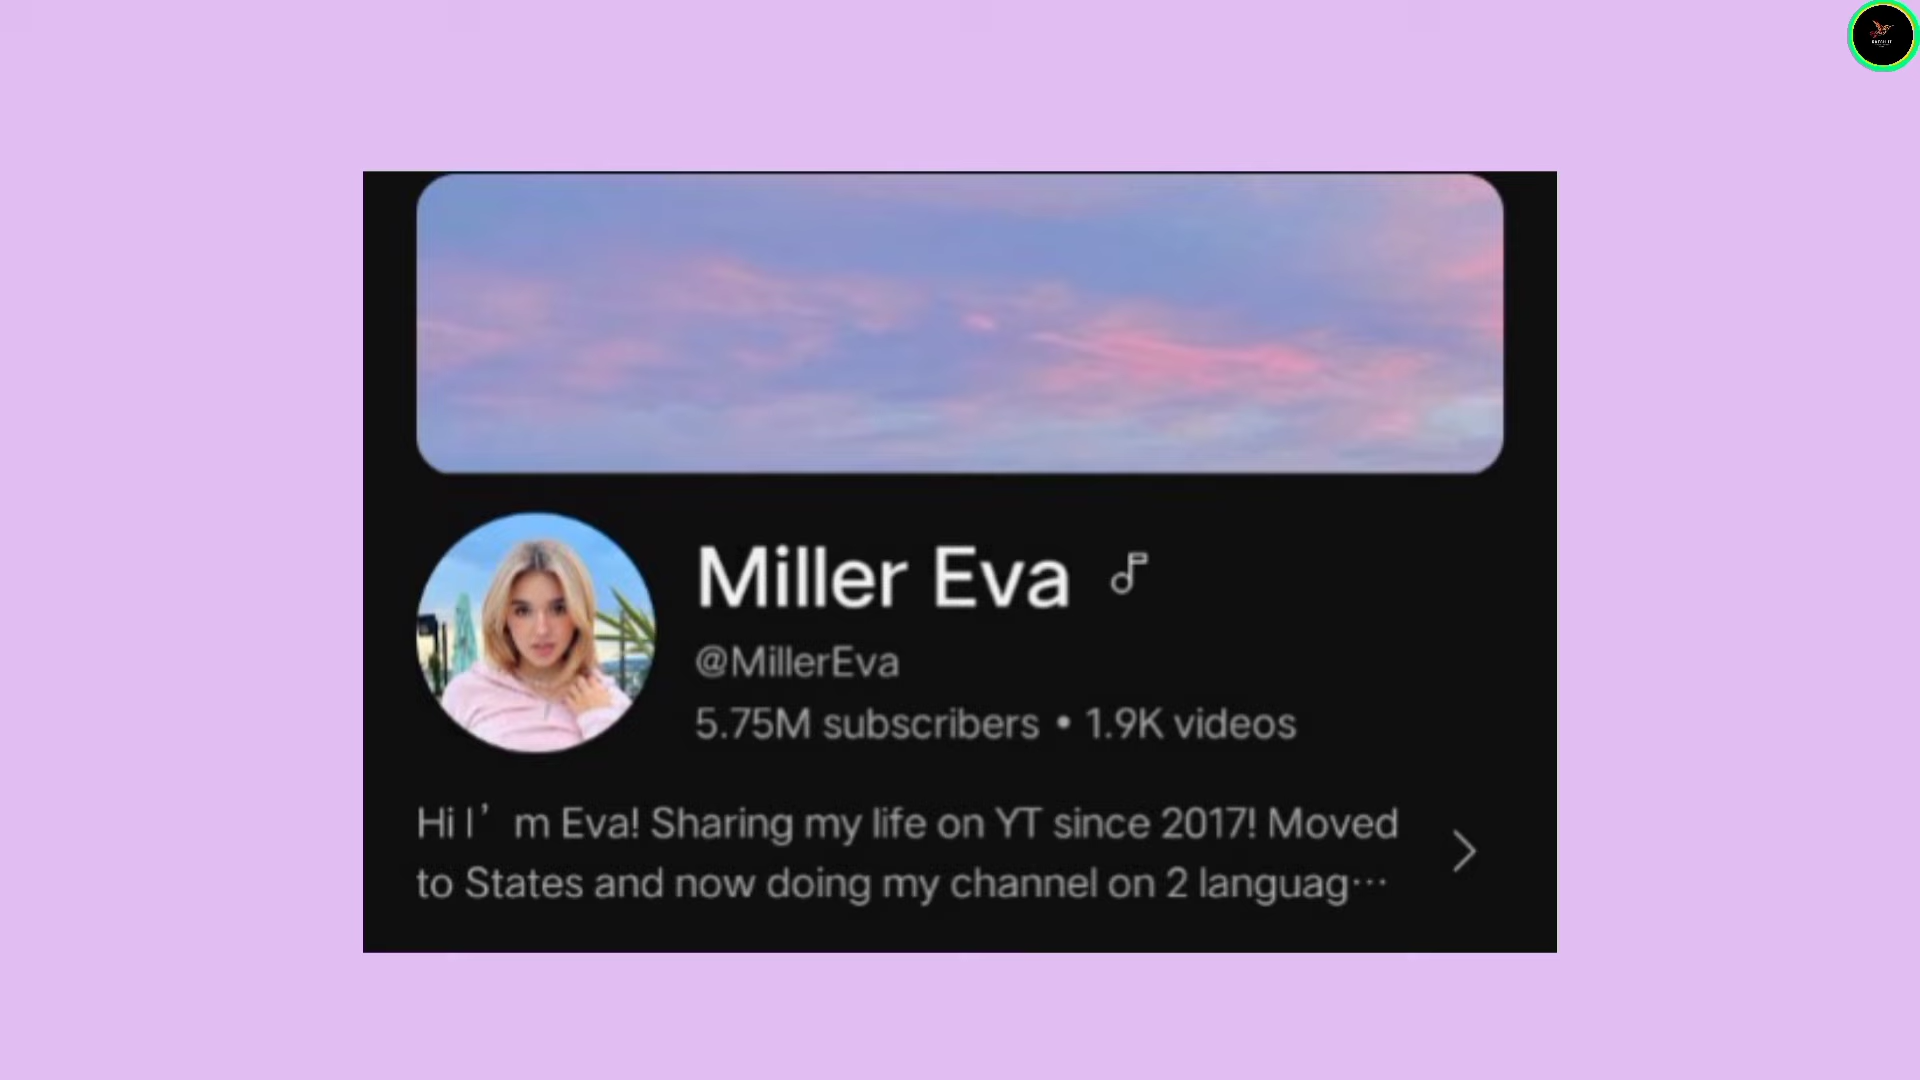 Miller Eva
@MillerEva
5.75M subscribers • 1.9K videos
Hi I’ m Eva! Sharing my life on YT since 2017! Moved
to States and now doing my channel on 2 languag…